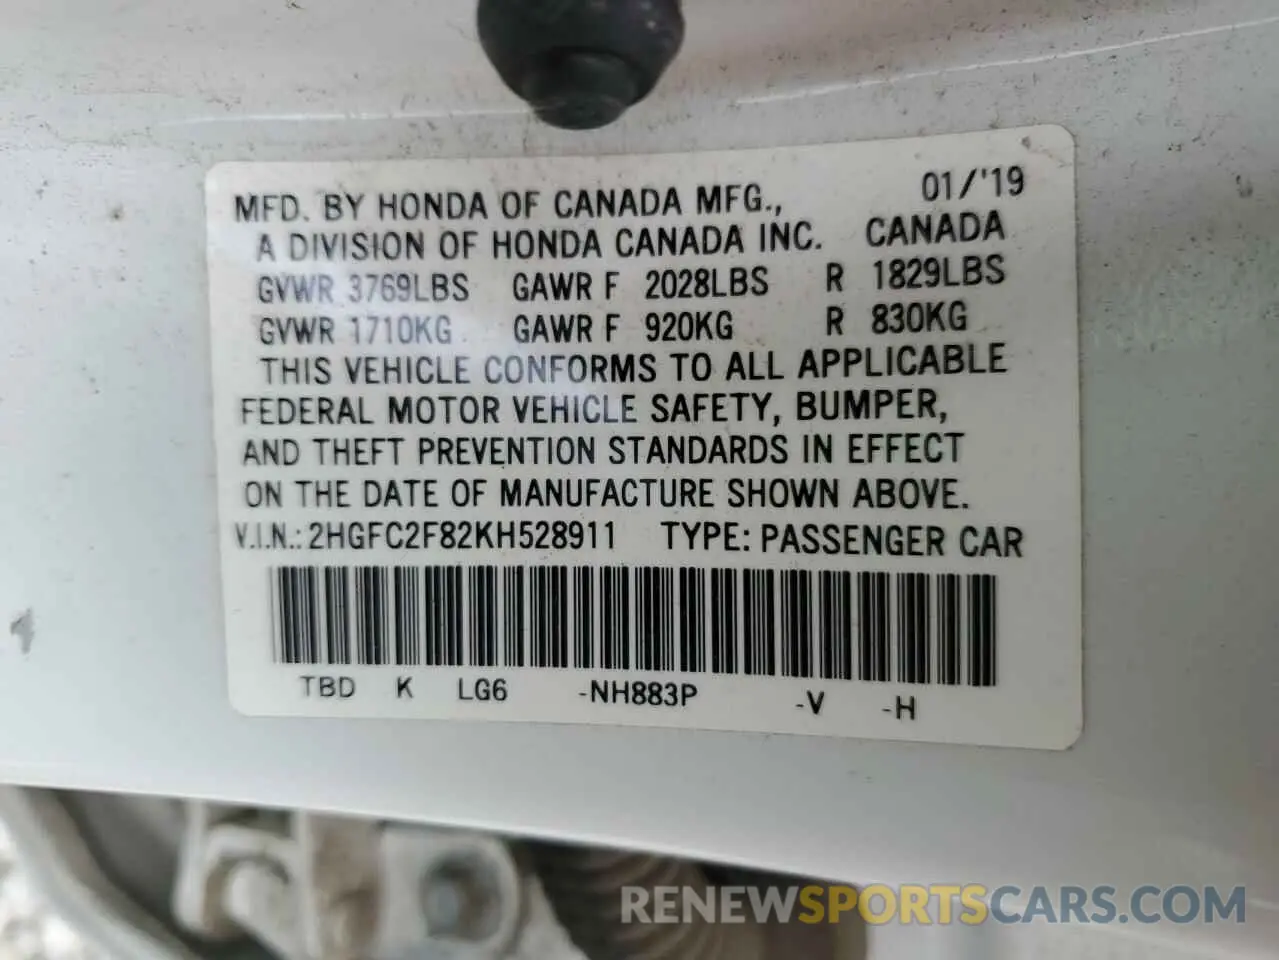 MFD. BY HONDA OF CANADA MFG., 01/'19
A DIVISION OF HONDA CANADA INC. CANADA
GVWR 3769LBS GAWR F 2028LBS R 1829LBS
GVWR 1710KG. GAWR F 920KG R 830KG
THIS VEHICLE CONFORMS TO ALL APPLICABLE
FEDERAL MOTOR VEHICLE SAFETY, BUMPER,
AND THEFT PREVENTION STANDARDS IN EFFECT
ON THE DATE OF MANUFACTURE SHOWN ABOVE.
V.I.N.: 2HGFC2F82KH528911 TYPE: PASSENGER CAR
TBD K LG6 -NH883P -V -H
RENEWSPORTSCARS.COM